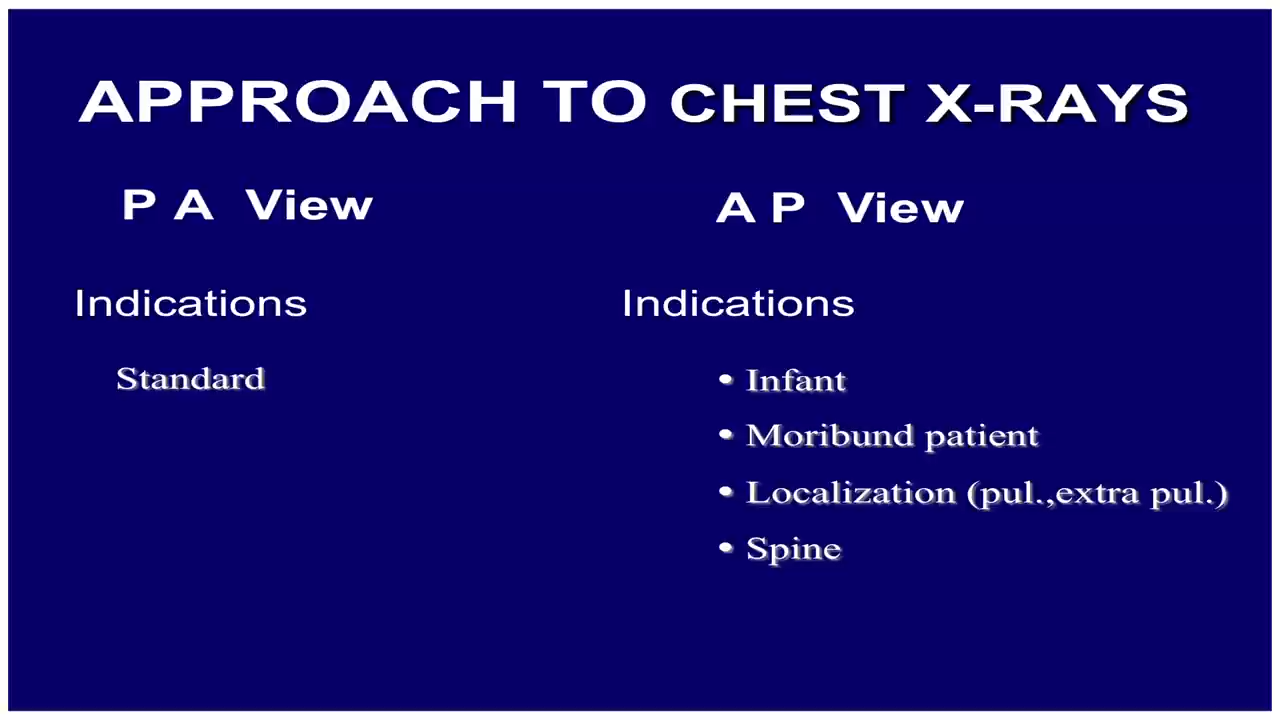 APPROACH TO CHEST X-RAYS
P A View
Indications
Standard
A P View
Indications
• Infant
• Moribund patient
• Localization (pul.,extra pul.)
• Spine